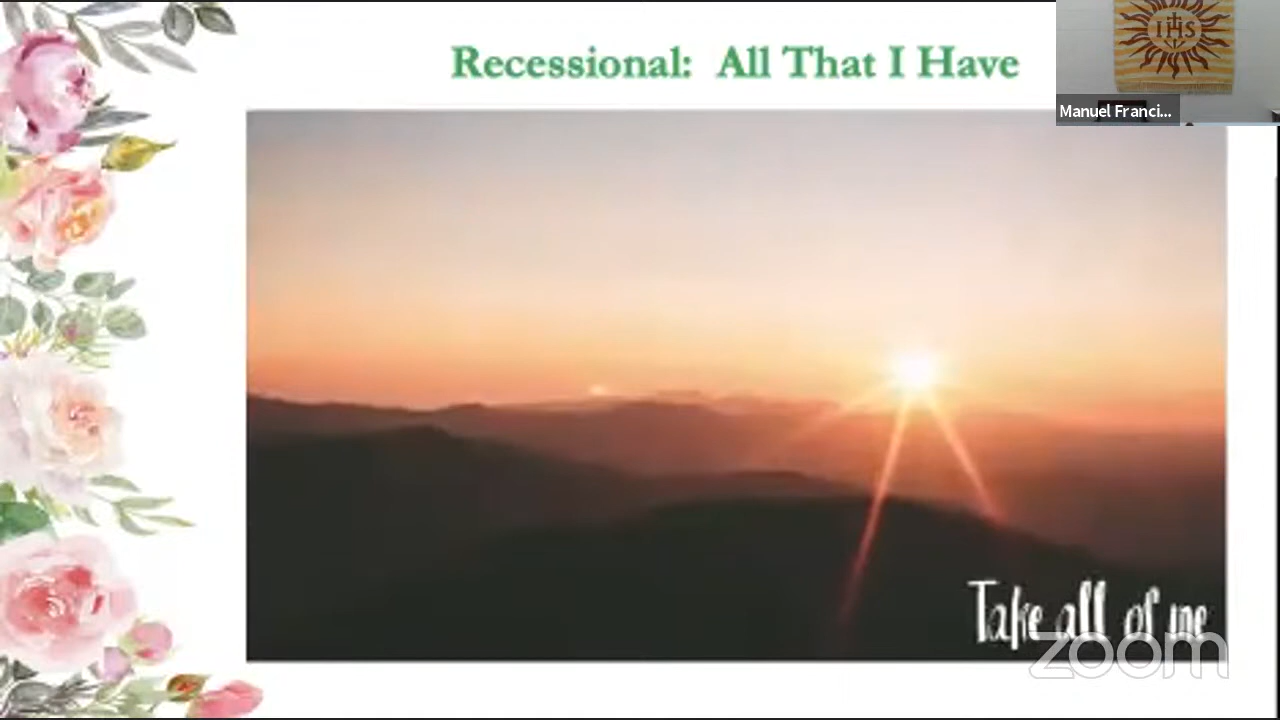 Recessional: All That I Have
IHS
Manuel Franci...
Take all of me
zoom